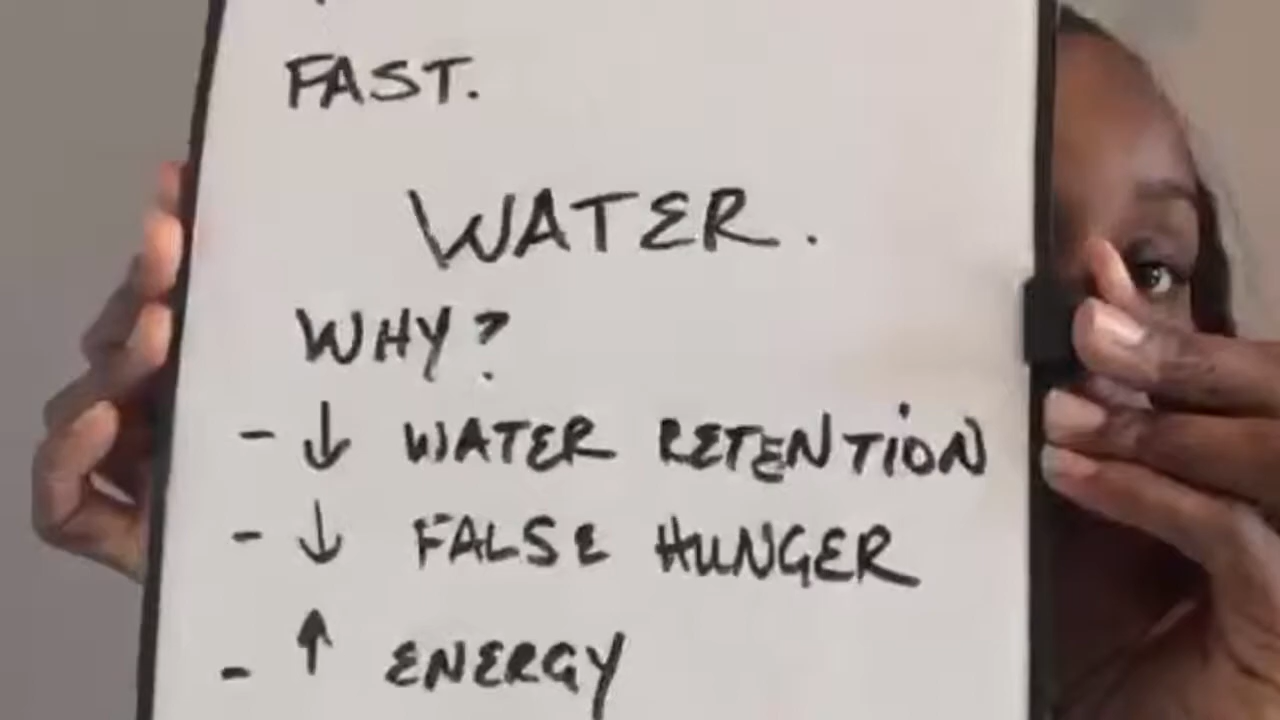 FAST.
WATER.
WHY?
- ↓ WATER RETENTION
- ↓ FALSE HUNGER
- ↑ ENERGY